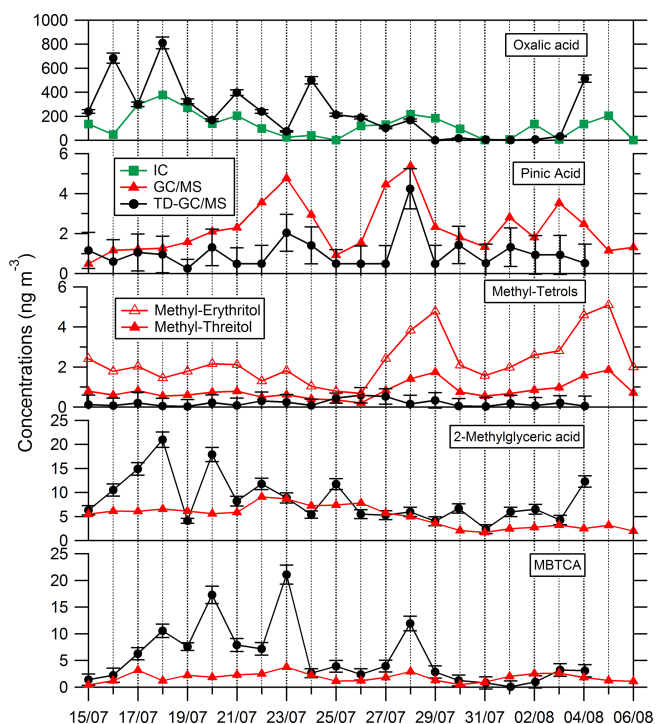 1000
800
600
400
200
0
Oxalic acid
6
4
2
0
IC
GC/MS
TD-GC/MS
Pinic Acid
Concentrations (ng m⁻³)
6
4
2
0
Methyl-Erythritol
Methyl-Threitol
Methyl-Tetrols
25
20
15
10
5
0
2-Methylglyceric acid
25
20
15
10
5
0
MBTCA
15/07 17/07 19/07 21/07 23/07 25/07 27/07 29/07 31/07 02/08 04/08 06/08